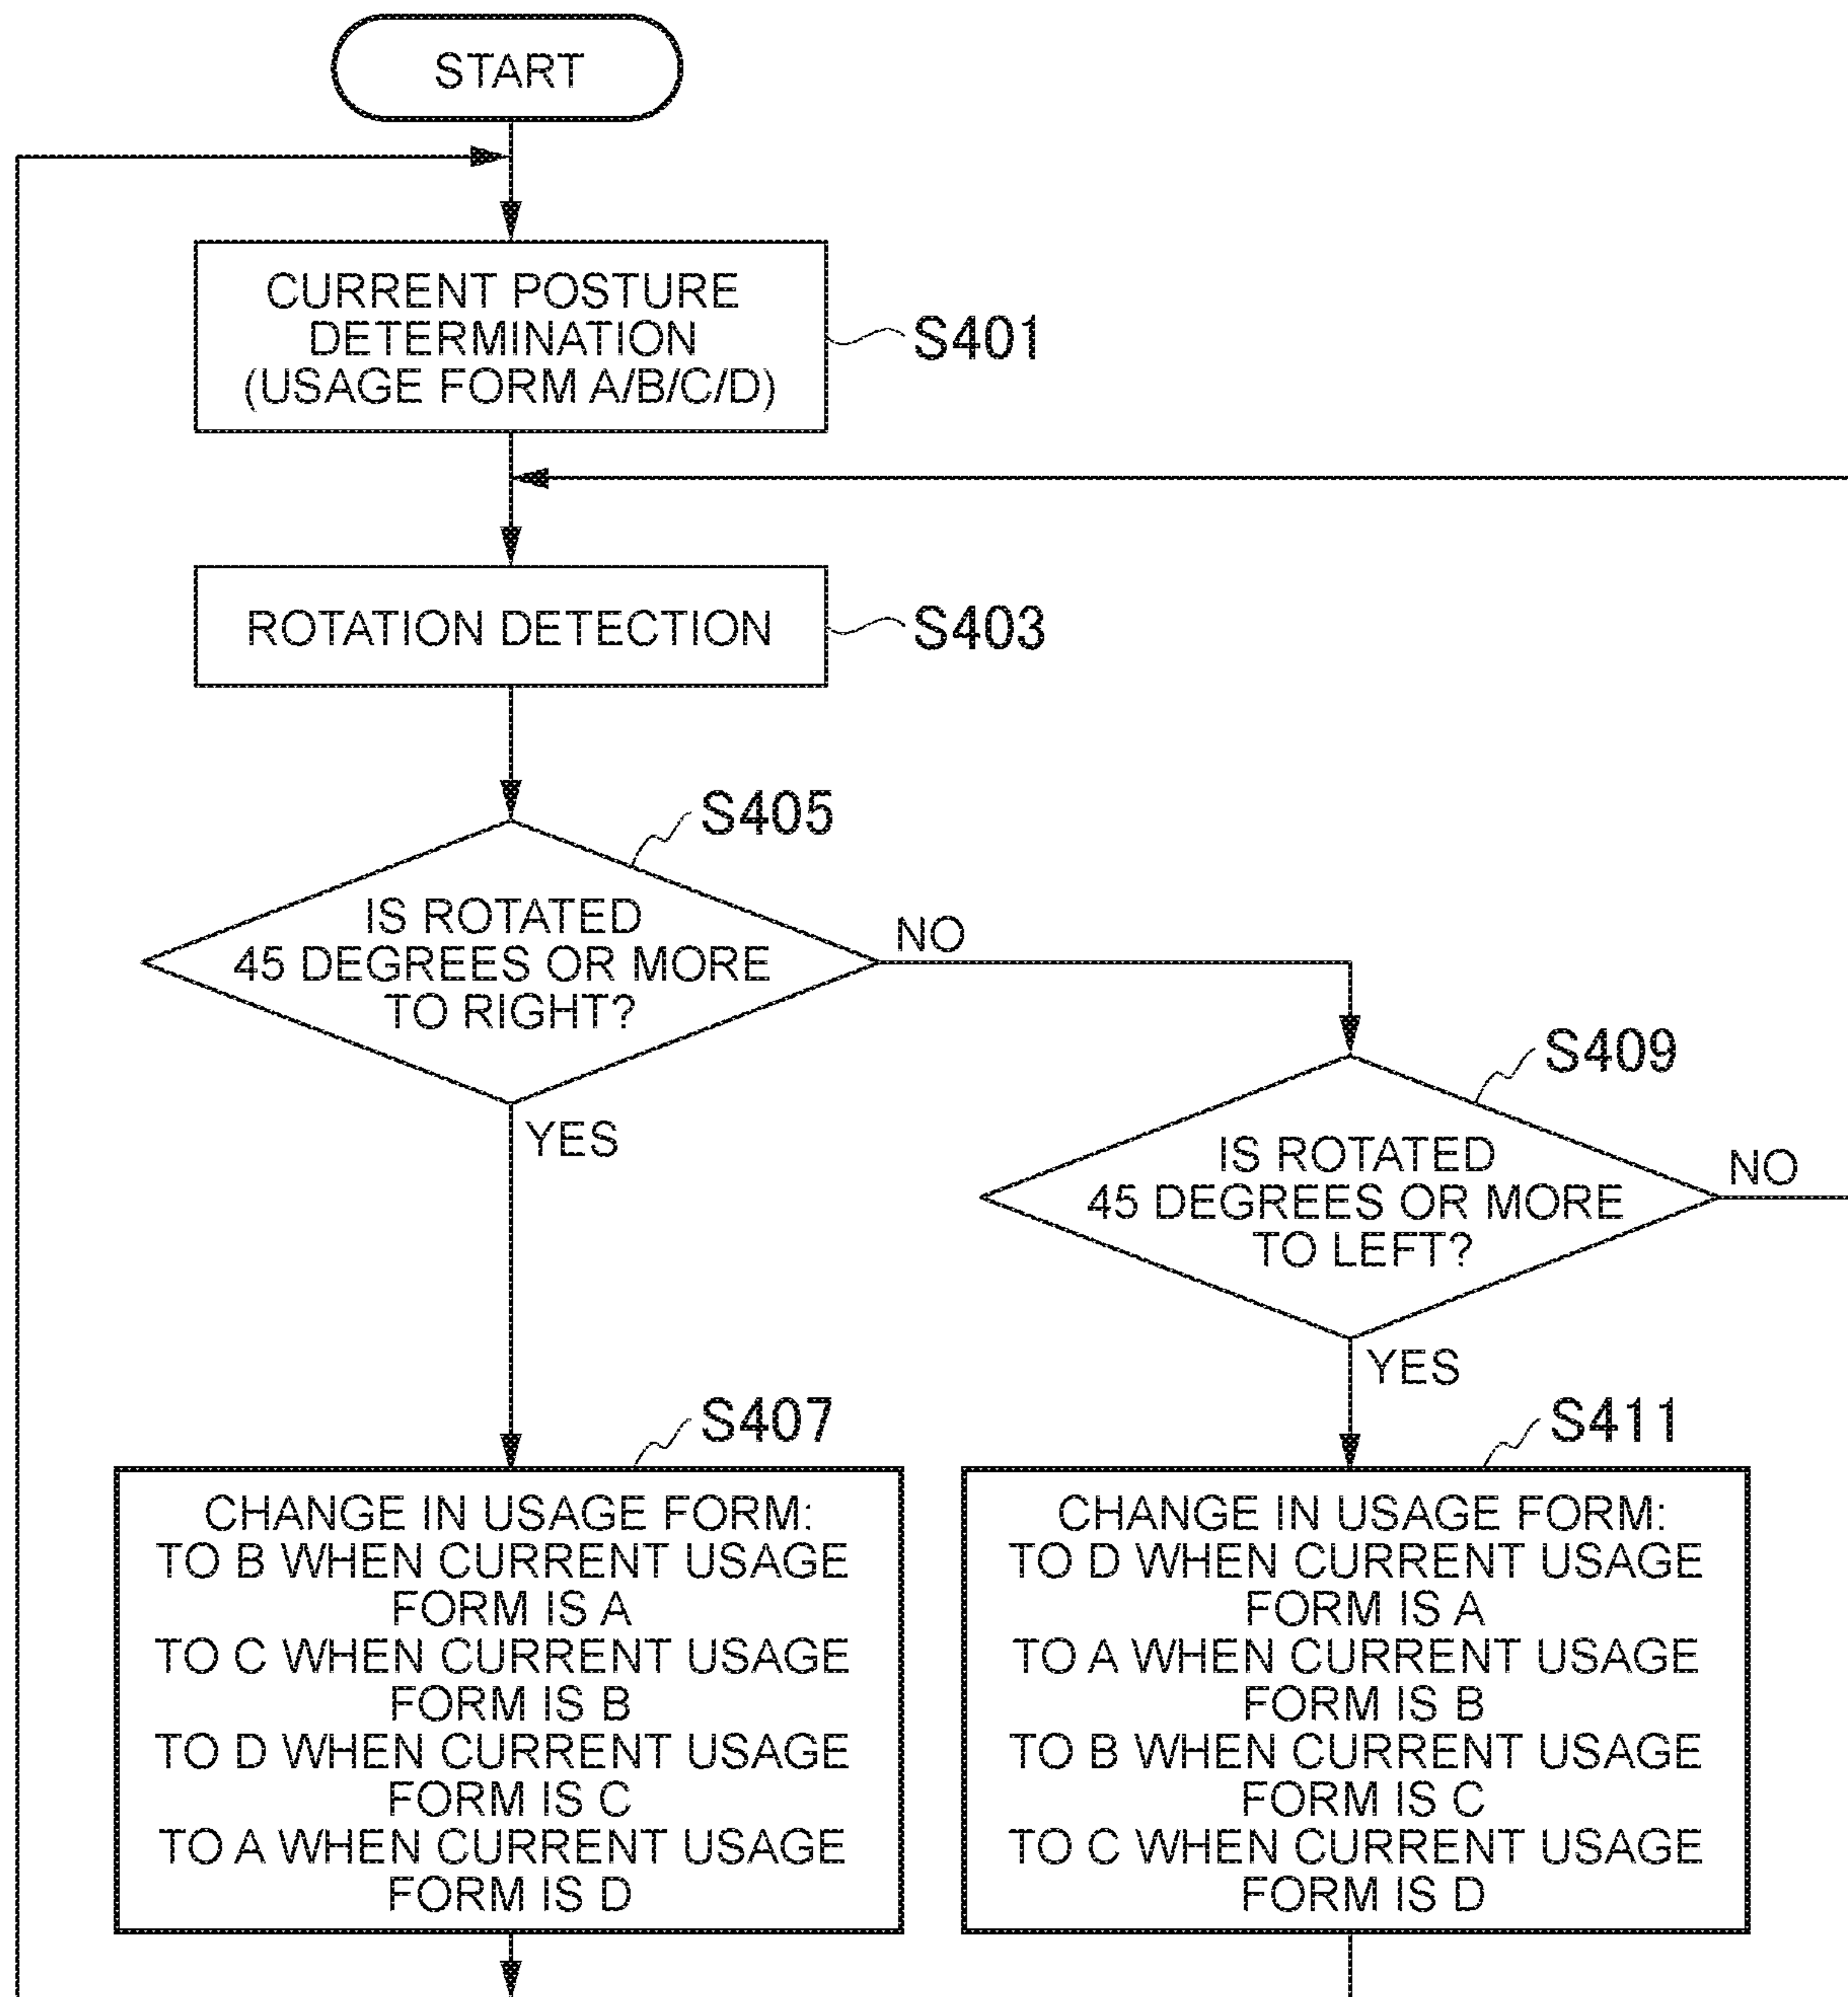 START
CURRENT POSTURE
DETERMINATION
(USAGE FORM A/B/C/D)
S401
ROTATION DETECTION
S403
S405
IS ROTATED
45 DEGREES OR MORE
TO RIGHT?
NO
YES
S409
IS ROTATED
45 DEGREES OR MORE
TO LEFT?
NO
YES
S407
CHANGE IN USAGE FORM:
TO B WHEN CURRENT USAGE
FORM IS A
TO C WHEN CURRENT USAGE
FORM IS B
TO D WHEN CURRENT USAGE
FORM IS C
TO A WHEN CURRENT USAGE
FORM IS D
S411
CHANGE IN USAGE FORM:
TO D WHEN CURRENT USAGE
FORM IS A
TO A WHEN CURRENT USAGE
FORM IS B
TO B WHEN CURRENT USAGE
FORM IS C
TO C WHEN CURRENT USAGE
FORM IS D